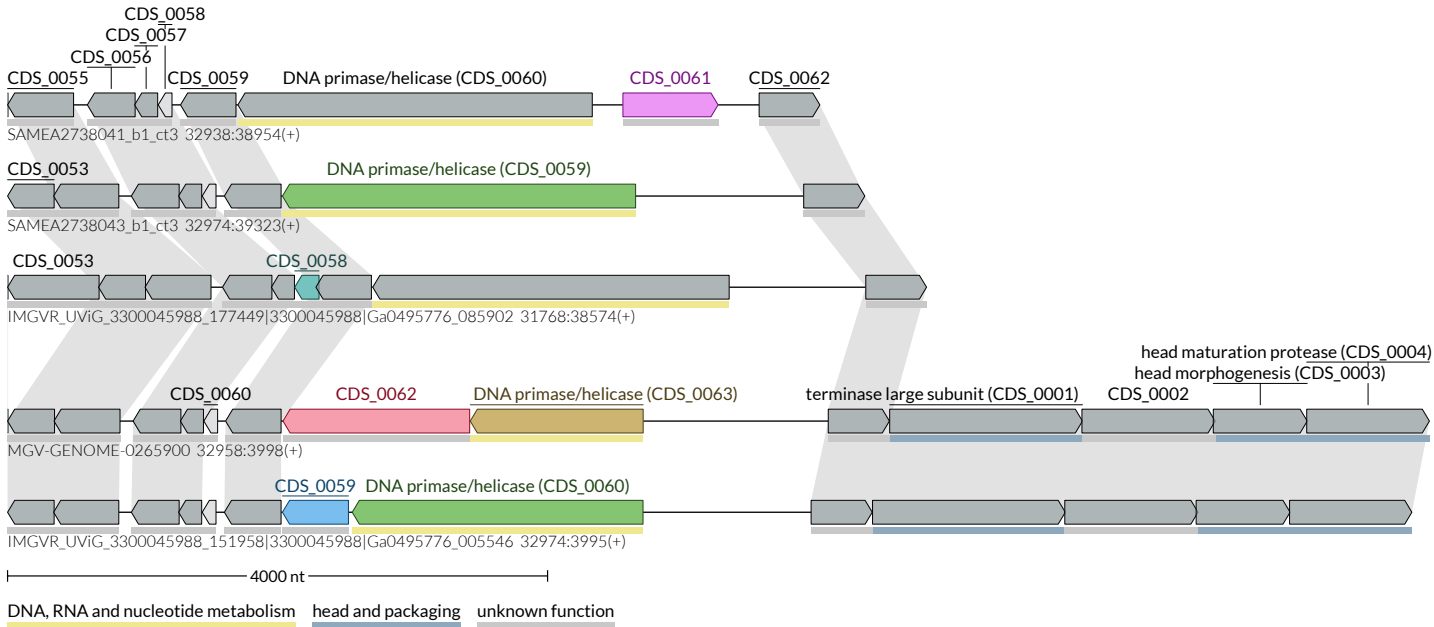 CDS_0058
CDS_0057
CDS_0056
CDS_0055 CDS_0059 DNA primase/helicase (CDS_0060) CDS_0061 CDS_0062
SAMEA2738041_b1_ct3 32938:38954(+)
CDS_0053 DNA primase/helicase (CDS_0059)
SAMEA2738043_b1_ct3 32974:39323(+)
CDS_0053 CDS_0058
IMGVR_UViG_3300045988_177449|3300045988|Ga0495776_085902 31768:38574(+)
head maturation protease (CDS_0004)
head morphogenesis (CDS_0003)
CDS_0060 CDS_0062 DNA primase/helicase (CDS_0063) terminase large subunit (CDS_0001) CDS_0002
MGV-GENOME-0265900 32958:3998(+)
CDS_0059 DNA primase/helicase (CDS_0060)
IMGVR_UViG_3300045988_151958|3300045988|Ga0495776_005546 32974:3995(+)
4000 nt
DNA, RNA and nucleotide metabolism head and packaging unknown function